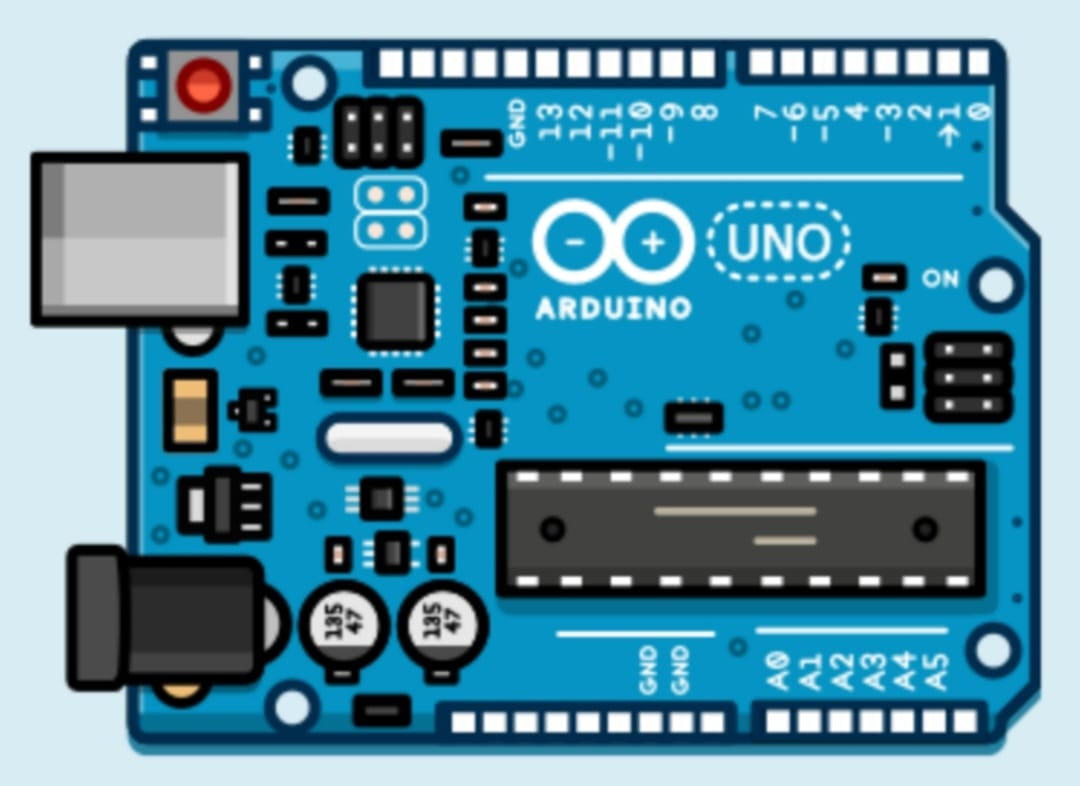 GND 13 12 ~11 ~10 ~9 8 7 ~6 ~5 4 ~3 2 →1 0
- + UNO
ARDUINO
ON
135 47 135 47
GND GND A0 A1 A2 A3 A4 A5